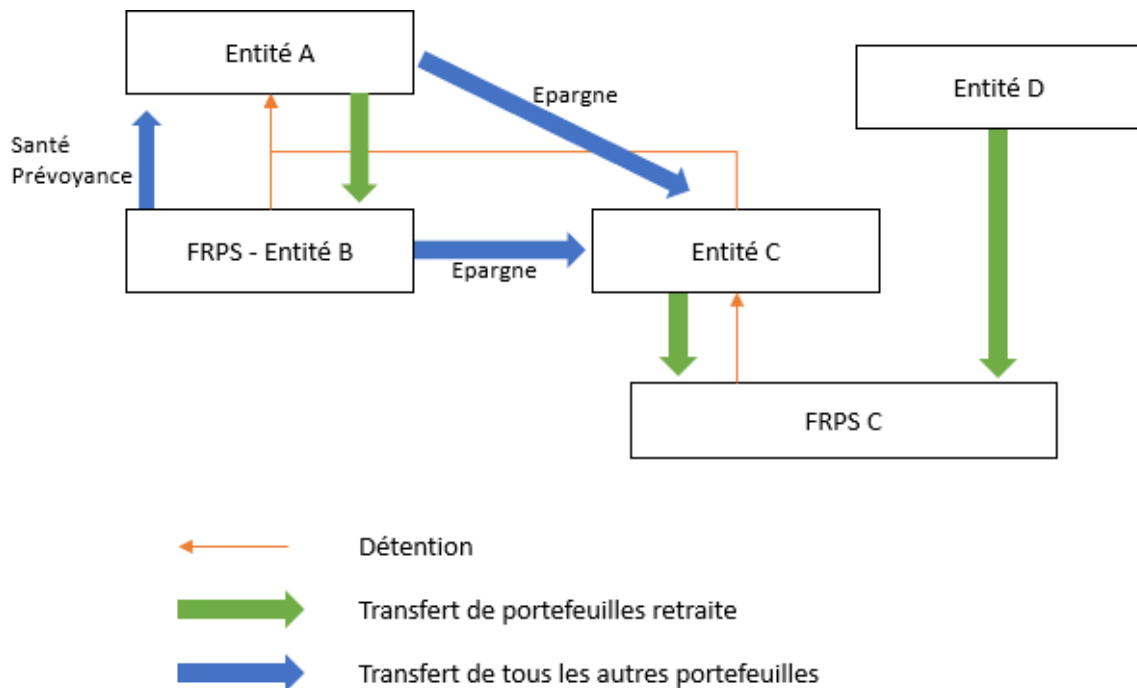 Entité A
Entité D
Epargne
Santé
Prévoyance
FRPS - Entité B
Epargne
Entité C
FRPS C
Détention
Transfert de portefeuilles retraite
Transfert de tous les autres portefeuilles